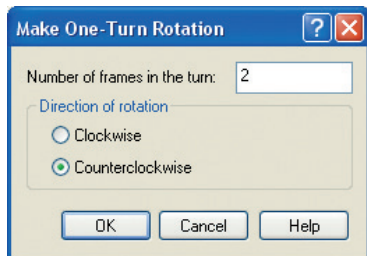 Make One-Turn Rotation
Number of frames in the turn: 2
Direction of rotation
Clockwise
Counterclockwise
OK Cancel Help